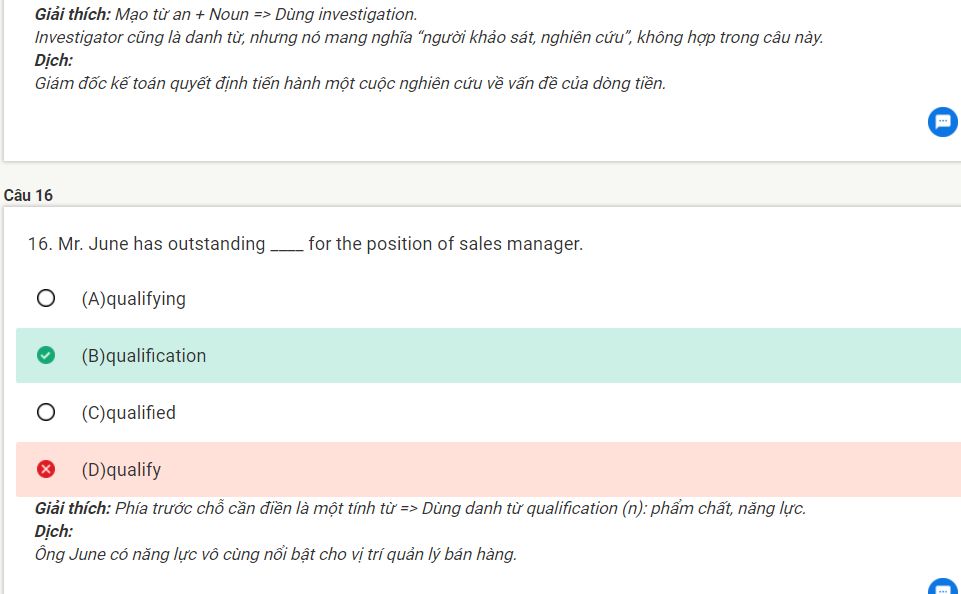 Giải thích: Mạo từ an + Noun => Dùng investigation.
Investigator cũng là danh từ, nhưng nó mang nghĩa “người khảo sát, nghiên cứu”, không hợp trong câu này.
Dịch:
Giám đốc kế toán quyết định tiến hành một cuộc nghiên cứu về vấn đề của dòng tiền.
Câu 16
16. Mr. June has outstanding ____ for the position of sales manager.
(A)qualifying
(B)qualification
(C)qualified
(D)qualify
Giải thích: Phía trước chỗ cần điền là một tính từ => Dùng danh từ qualification (n): phẩm chất, năng lực.
Dịch:
Ông June có năng lực vô cùng nổi bật cho vị trí quản lý bán hàng.